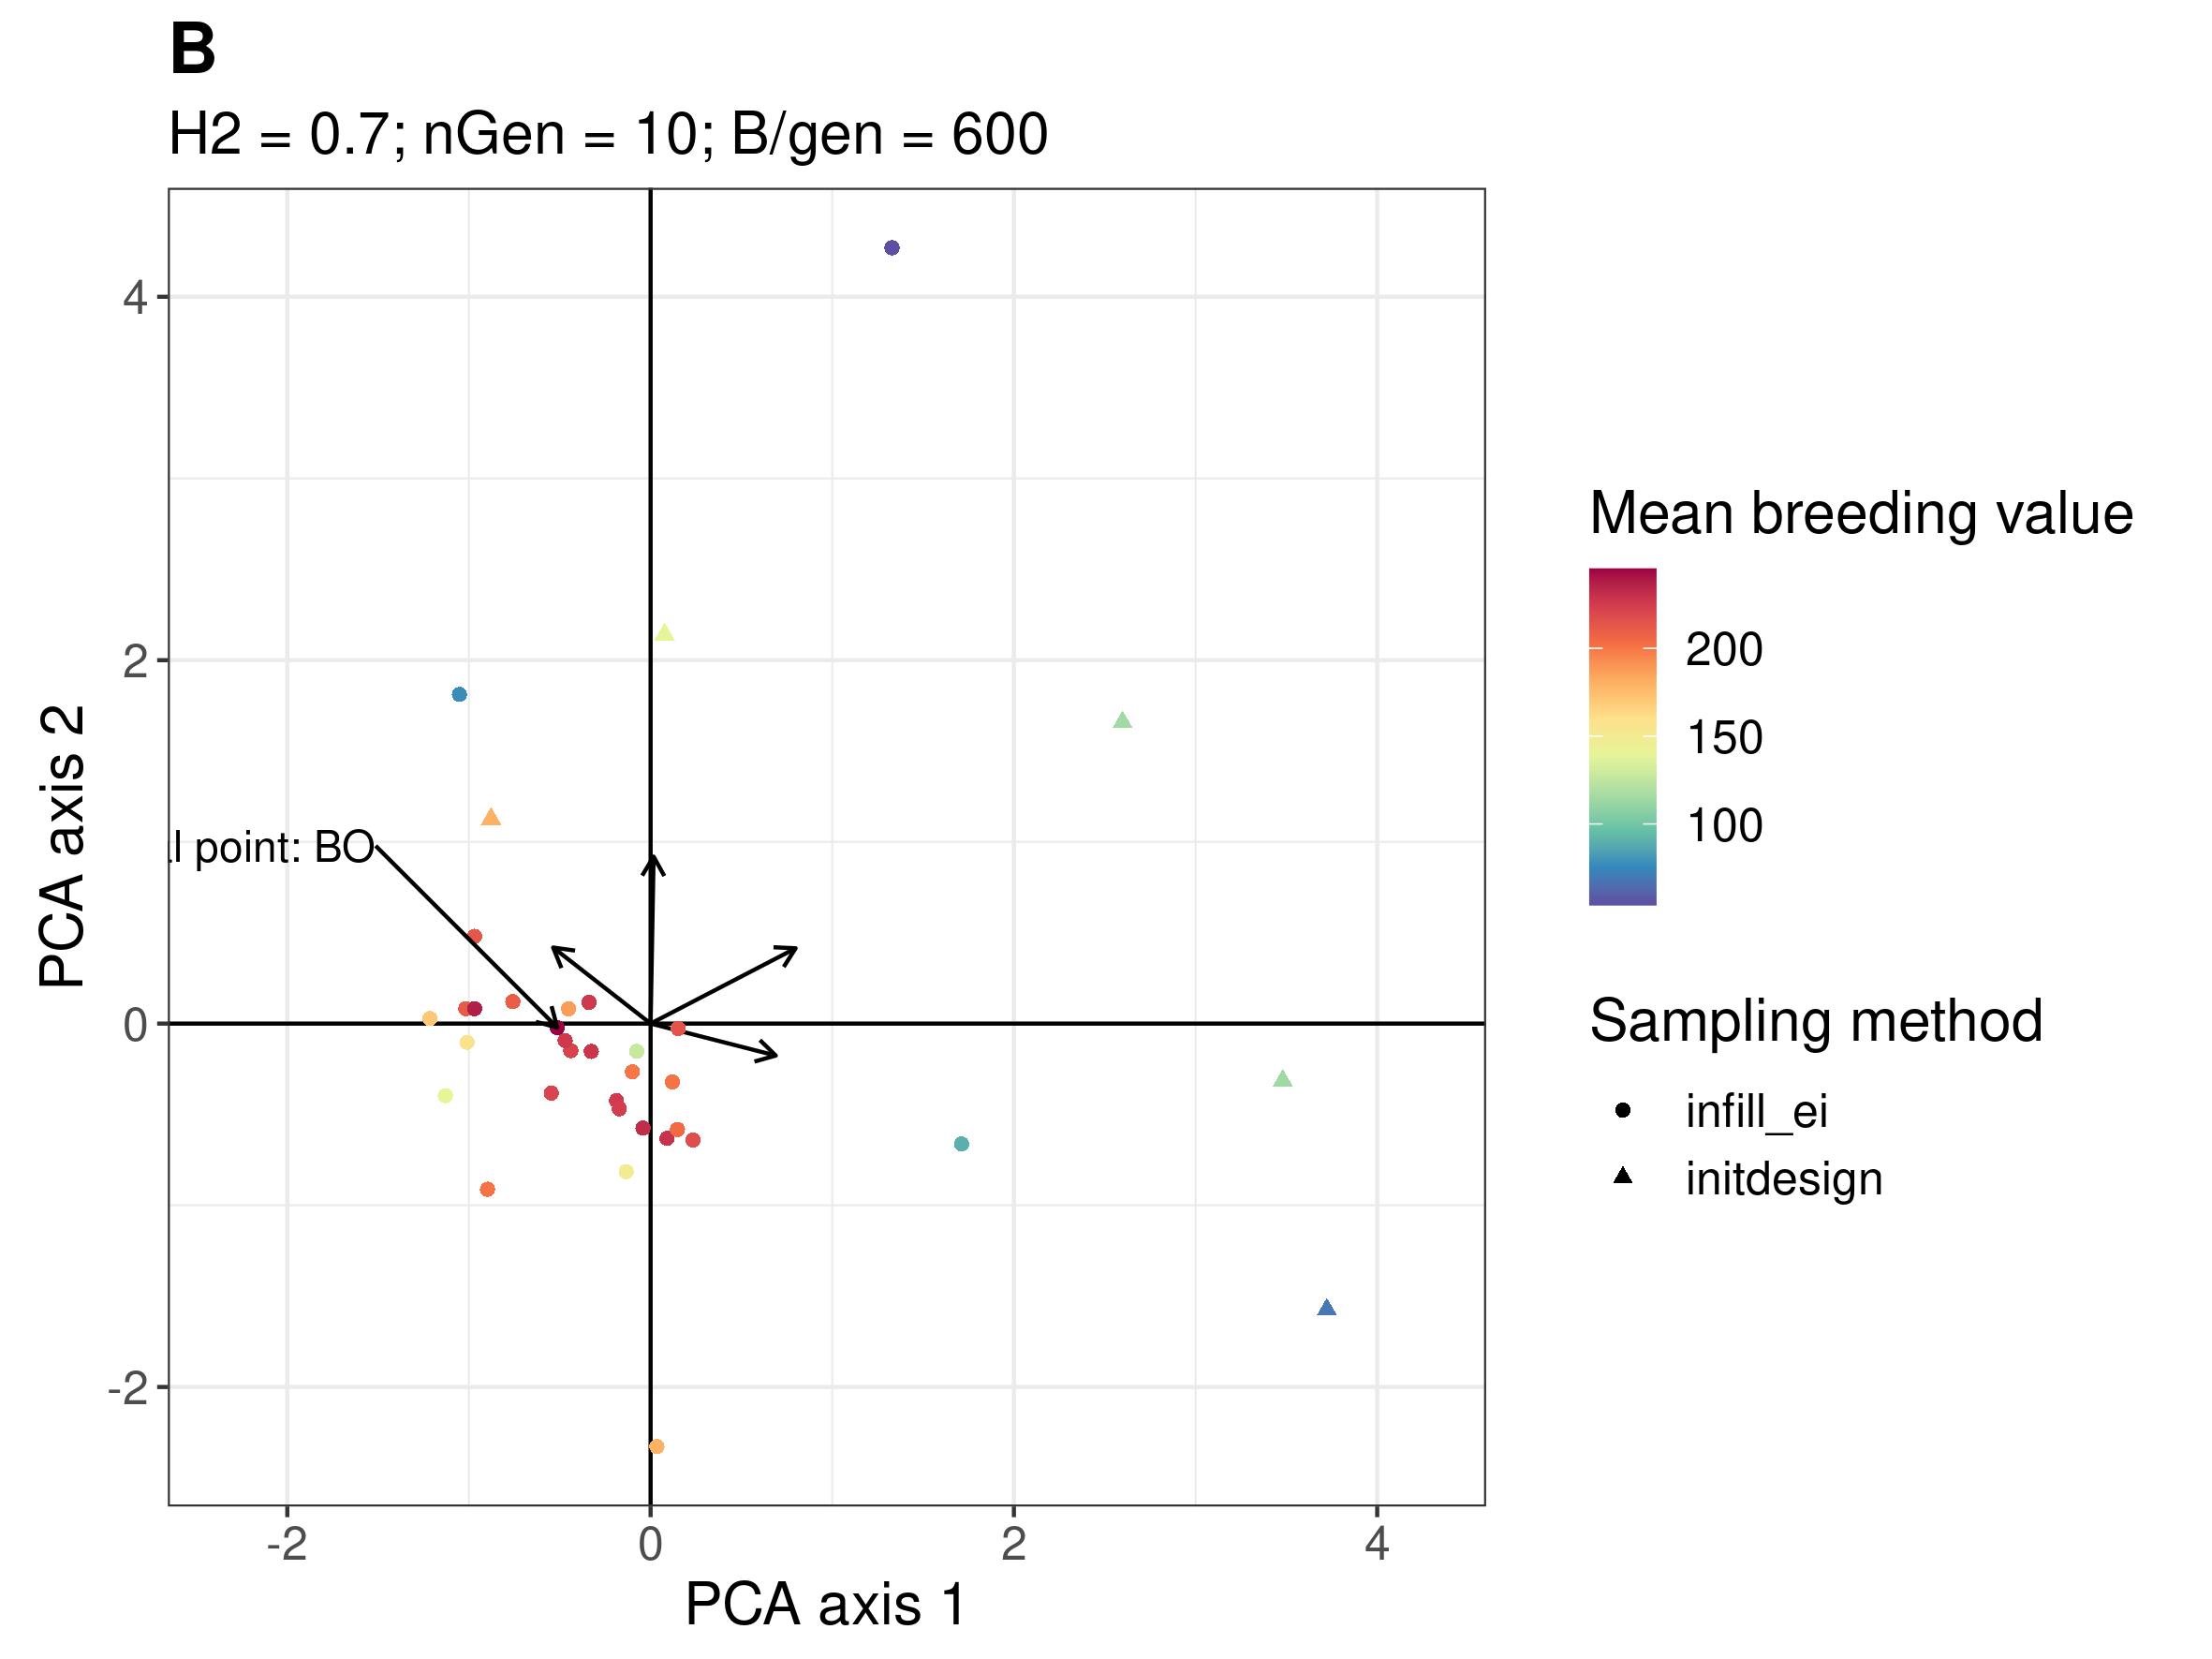 B
H2 = 0.7; nGen = 10; B/gen = 600
PCA axis 2
4
2
0
-2
l point: BO
-2
0
2
4
PCA axis 1
Mean breeding value
200
150
100
Sampling method
infill_ei
initdesign